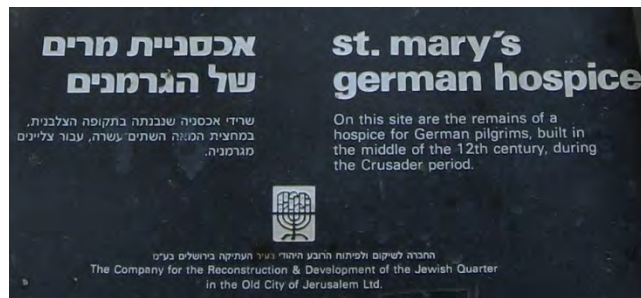 אכסניית מרים
של הגרמנים
שרידי אכסניה שנבנתה בתקופה הצלבנית,
במחצית המאה השתים עשרה, עבור צליינים
מגרמניה.
st. mary's
german hospice
On this site are the remains of a
hospice for German pilgrims, built in
the middle of the 12th century, during
the Crusader period.
החברה לשיקום ולפיתוח הרובע היהודי בעיר העתיקה בירושלים בע"מ
The Company for the Reconstruction & Development of the Jewish Quarter
in the Old City of Jerusalem Ltd.